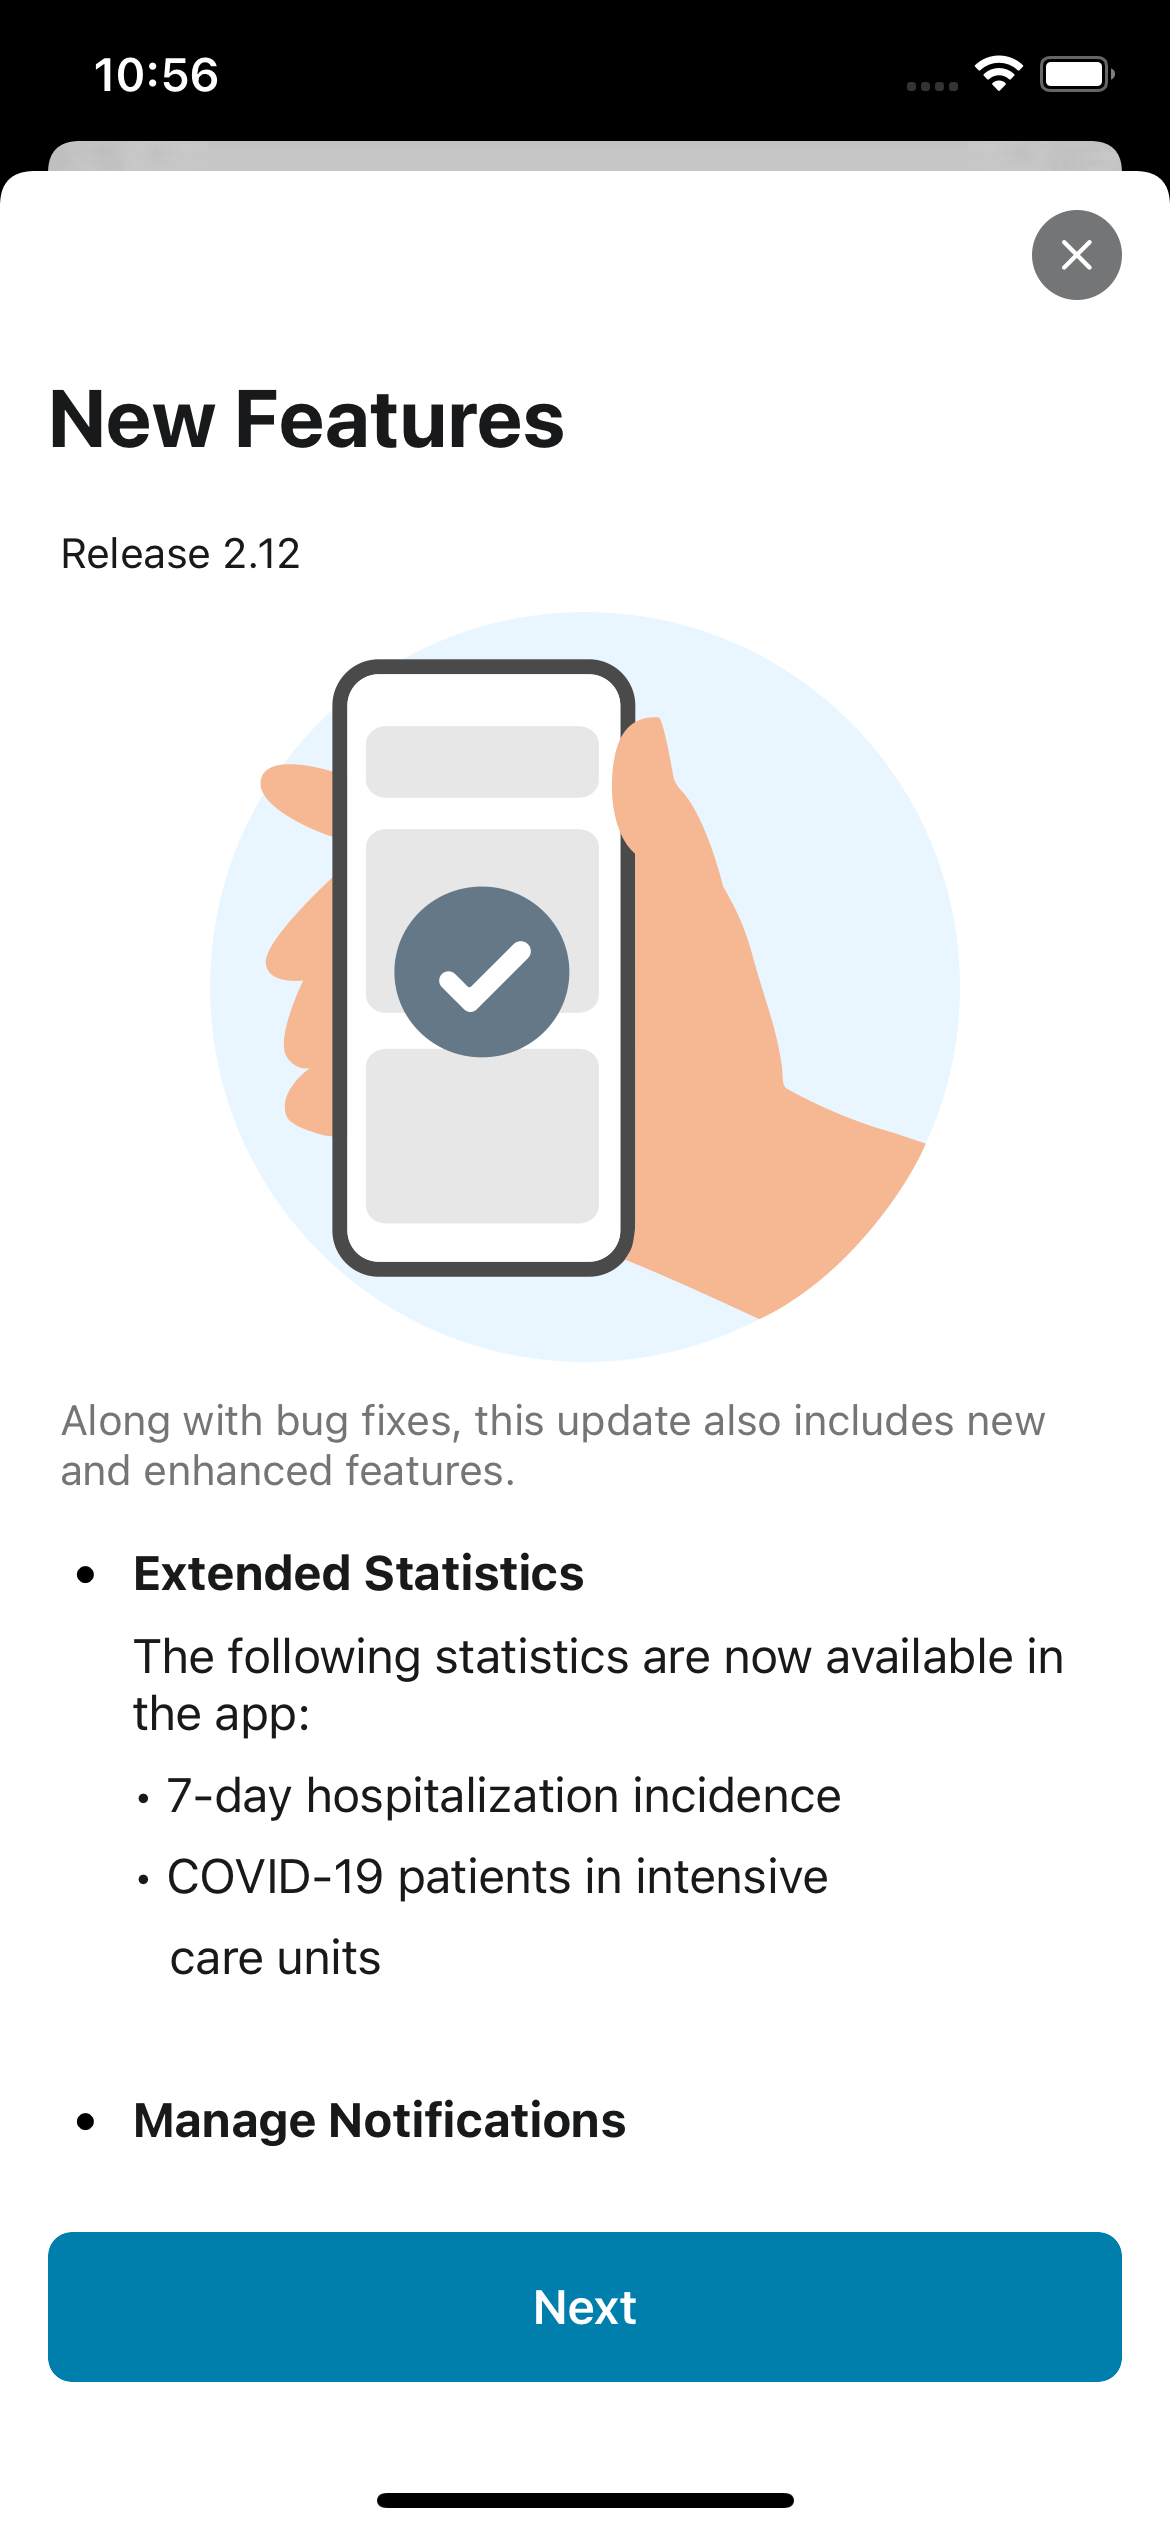 10:56
New Features
Release 2.12
Along with bug fixes, this update also includes new
and enhanced features.
• Extended Statistics
The following statistics are now available in
the app:
• 7-day hospitalization incidence
• COVID-19 patients in intensive
care units
• Manage Notifications
Next